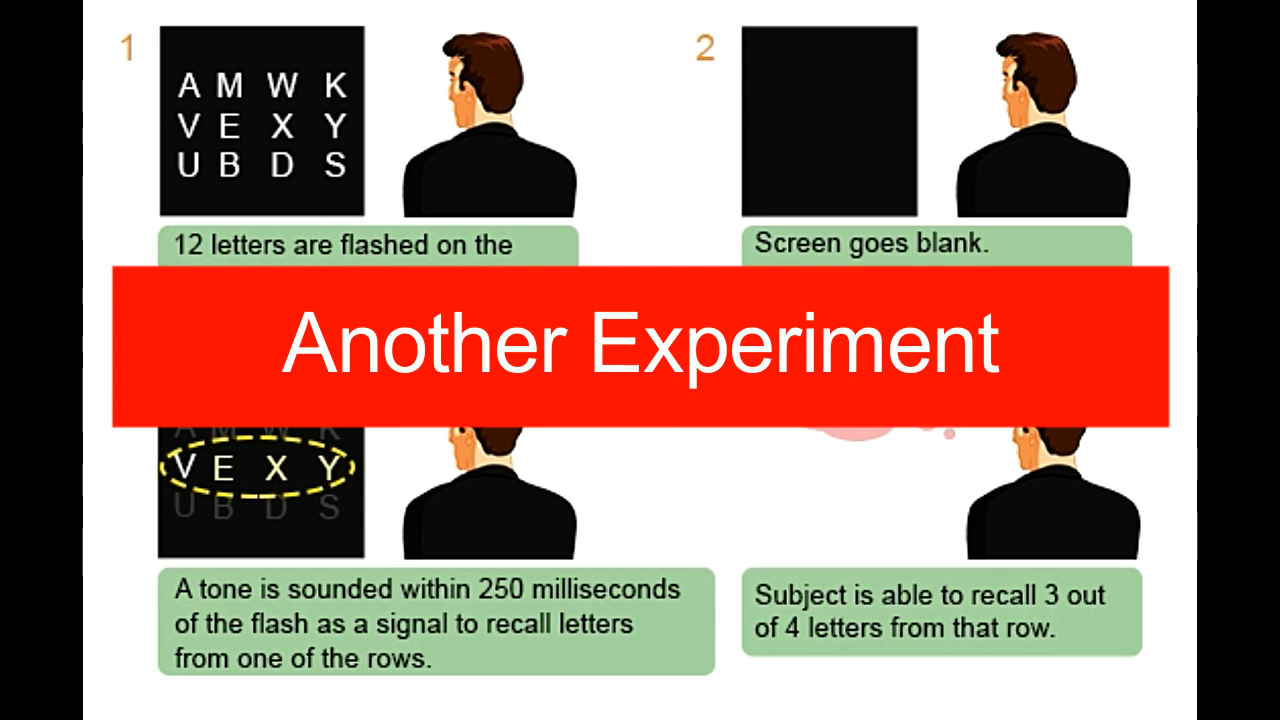 1
A M W K
V E X Y
U B D S
12 letters are flashed on the
2
Screen goes blank.
Another Experiment
A M W K
V E X Y
U B D S
A tone is sounded within 250 milliseconds
of the flash as a signal to recall letters
from one of the rows.
Subject is able to recall 3 out
of 4 letters from that row.